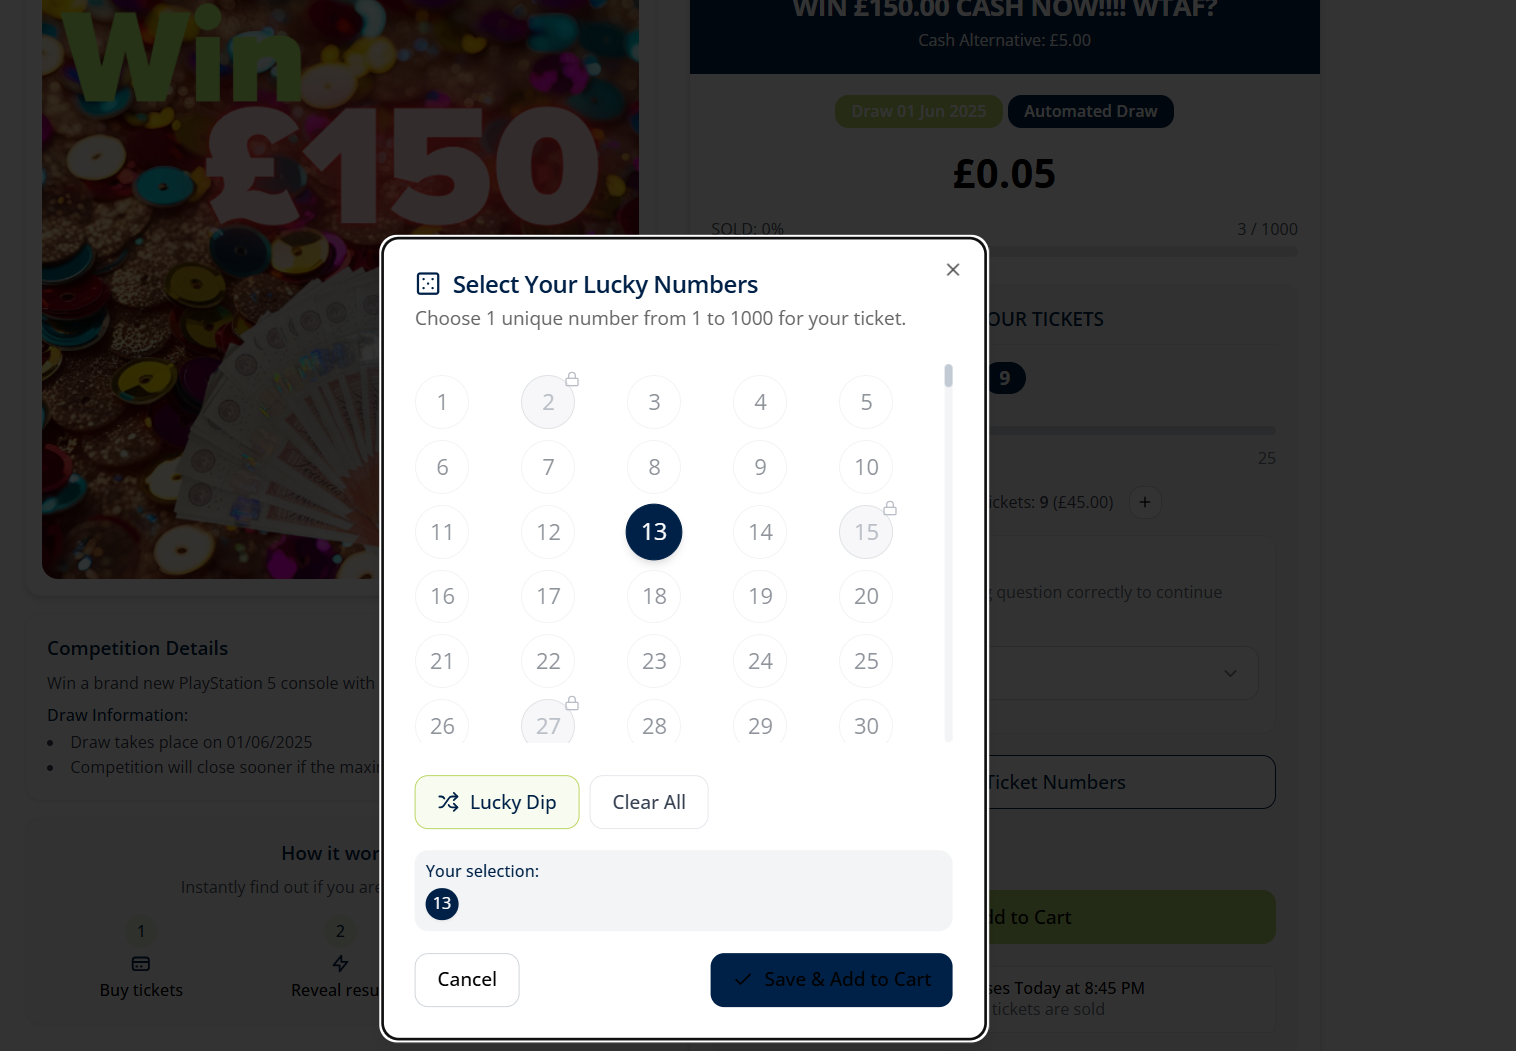 Win
£150
WIN £150.00 CASH NOW!!!! WTAF?
Cash Alternative: £5.00
Draw 01 Jun 2025
Automated Draw
£0.05
SOLD: 0%
3 / 1000
OUR TICKETS
9
25
ickets: 9 (£45.00)
question correctly to continue
Ticket Numbers
dd to Cart
ses Today at 8:45 PM
tickets are sold
Competition Details
Win a brand new PlayStation 5 console with
Draw Information:
Draw takes place on 01/06/2025
Competition will close sooner if the maxi
How it wor
Instantly find out if you are
1
Buy tickets
2
Reveal resu
Select Your Lucky Numbers
Choose 1 unique number from 1 to 1000 for your ticket.
1 2 3 4 5
6 7 8 9 10
11 12 13 14 15
16 17 18 19 20
21 22 23 24 25
26 27 28 29 30
Lucky Dip
Clear All
Your selection:
13
Cancel
Save & Add to Cart